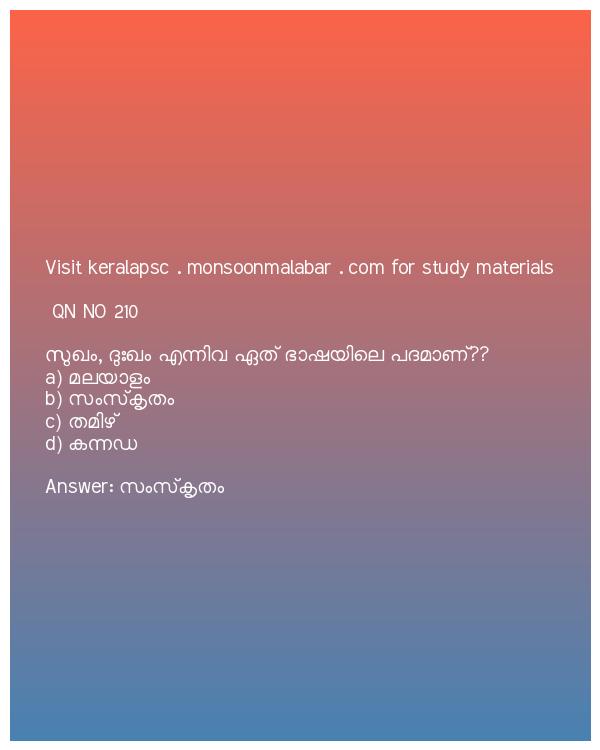 Visit keralapsc . monsoonmalabar . com for study materials
QN NO 210
സുഖം, ദുഃഖം എന്നിവ ഏത് ഭാഷയിലെ പദമാണ്??
a) മലയാളം
b) സംസ്കൃതം
c) തമിഴ്
d) കന്നഡ
Answer: സംസ്കൃതം